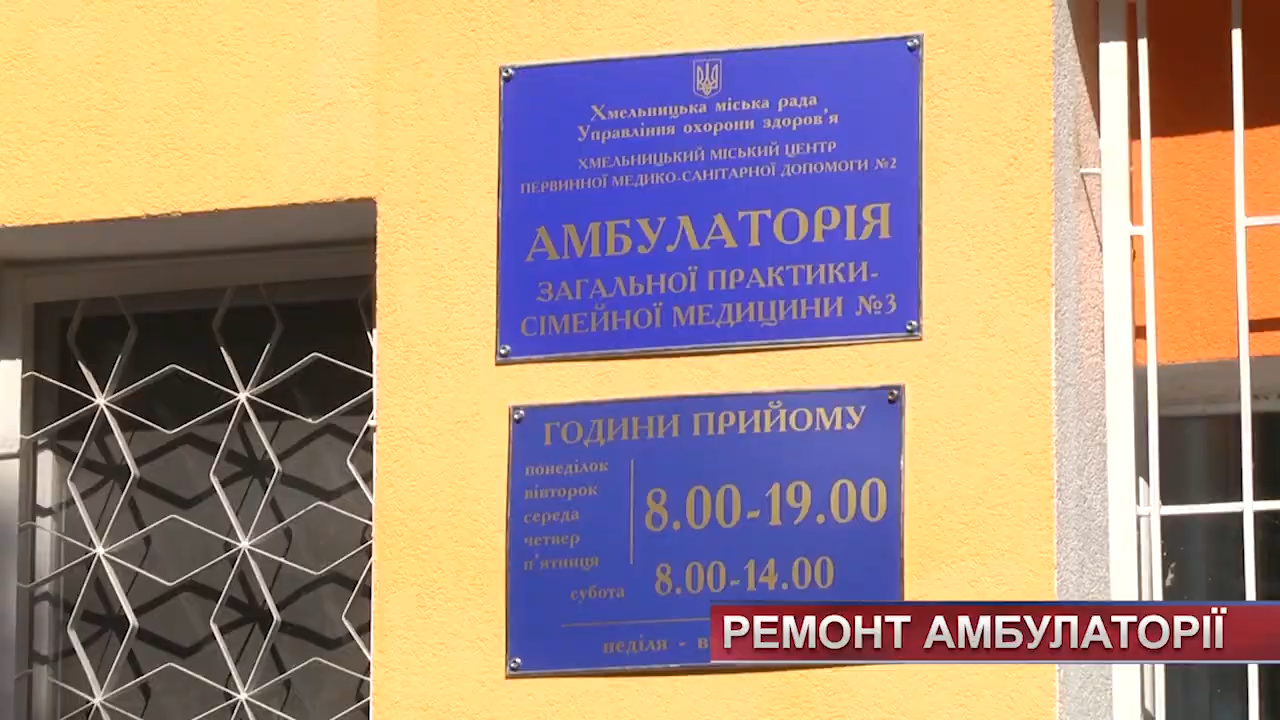 Хмельницька міська рада
Управління охорони здоров'я
ХМЕЛЬНИЦЬКИЙ МІСЬКИЙ ЦЕНТР
ПЕРВИННОЇ МЕДИКО-САНІТАРНОЇ ДОПОМОГИ №2
АМБУЛАТОРІЯ
ЗАГАЛЬНОЇ ПРАКТИКИ-
СІМЕЙНОЇ МЕДИЦИНИ №3
ГОДИНИ ПРИЙОМУ
понеділок
вівторок
середа
четвер
п'ятниця
8.00-19.00
субота 8.00-14.00
неділя -
РЕМОНТ АМБУЛАТОРІЇ